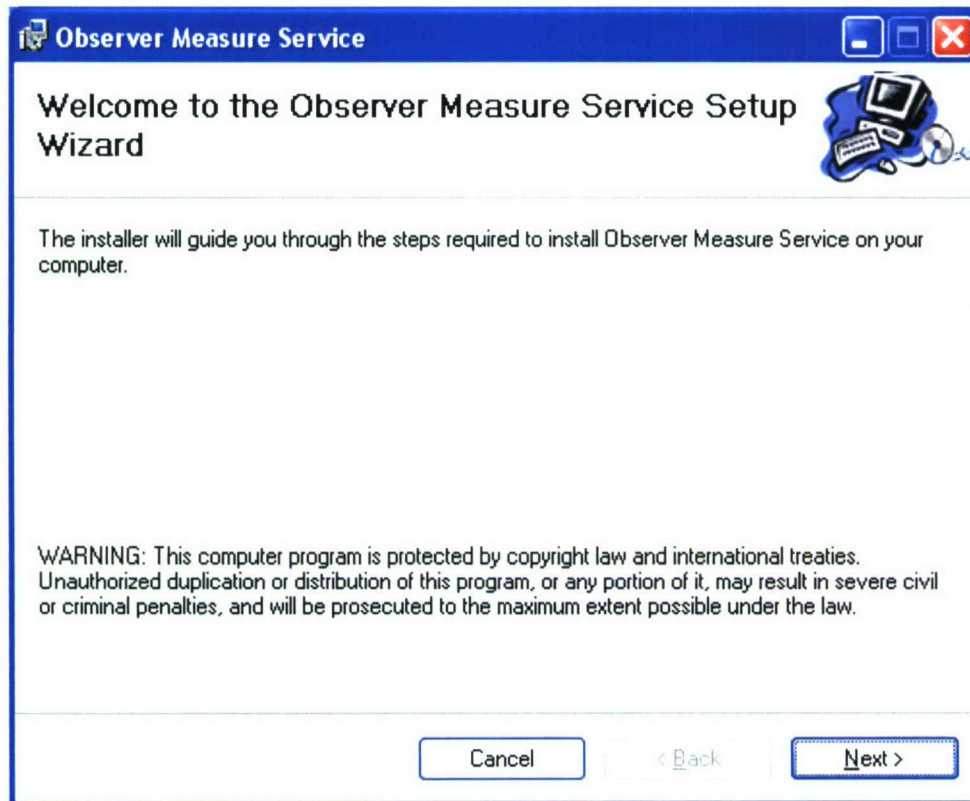 Observer Measure Service
Welcome to the Observer Measure Service Setup
Wizard
The installer will guide you through the steps required to install Observer Measure Service on your
computer.
WARNING: This computer program is protected by copyright law and international treaties.
Unauthorized duplication or distribution of this program, or any portion of it, may result in severe civil
or criminal penalties, and will be prosecuted to the maximum extent possible under the law.
Cancel
< Back
Next >